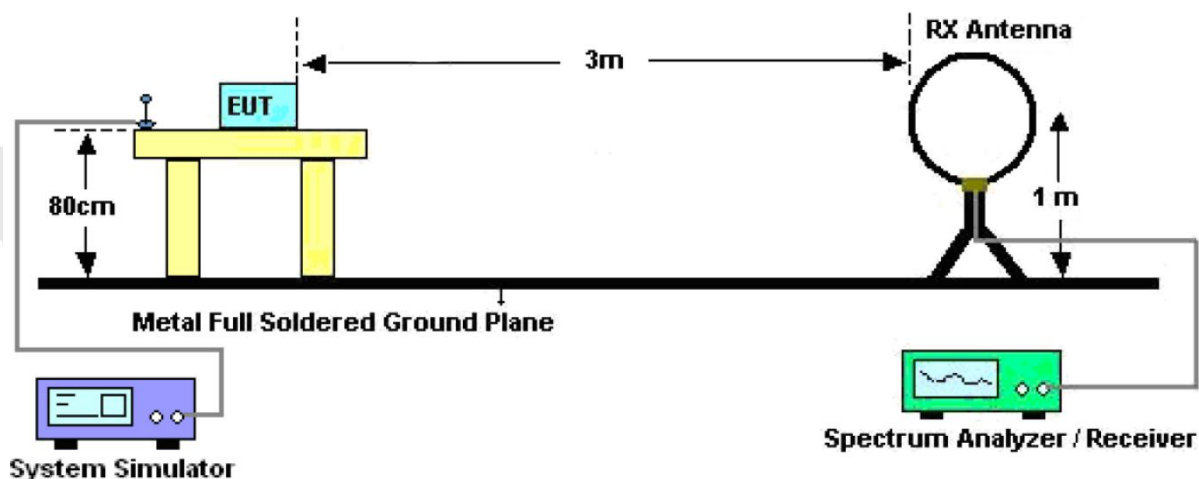 RX Antenna
3m
EUT
80cm
1 m
Metal Full Soldered Ground Plane
System Simulator
Spectrum Analyzer / Receiver